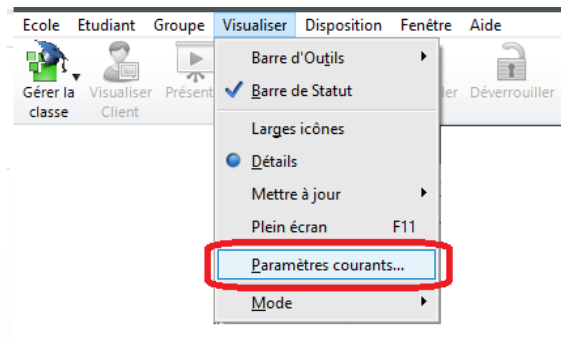 Ecole Etudiant Groupe Visualiser Disposition Fenêtre Aide
Gérer la classe
Visualiser Client
Présent
ler
Déverrouiller
Barre d'Outils
Barre de Statut
Larges icônes
Détails
Mettre à jour
Plein écran F11
Paramètres courants...
Mode